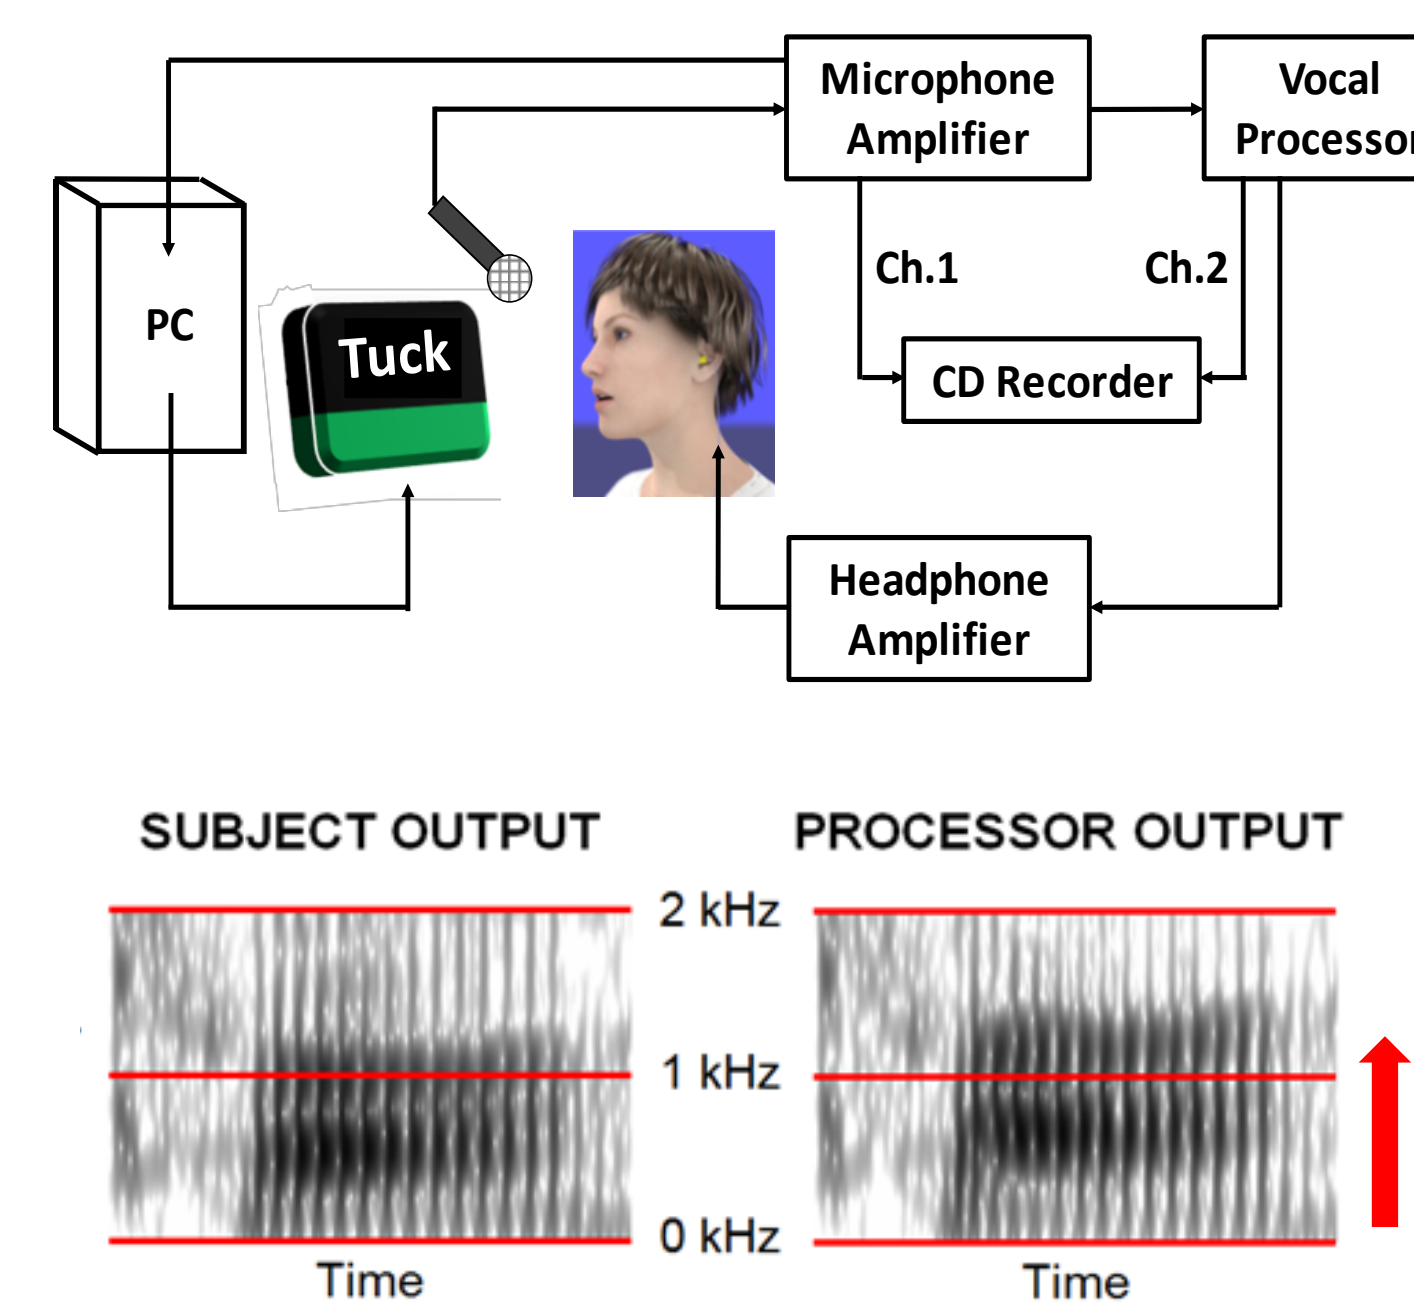 Microphone
Amplifier
Vocal
Processor
PC
Tuck
Ch.1
Ch.2
CD Recorder
Headphone
Amplifier
SUBJECT OUTPUT
PROCESSOR OUTPUT
2 kHz
1 kHz
0 kHz
Time
Time